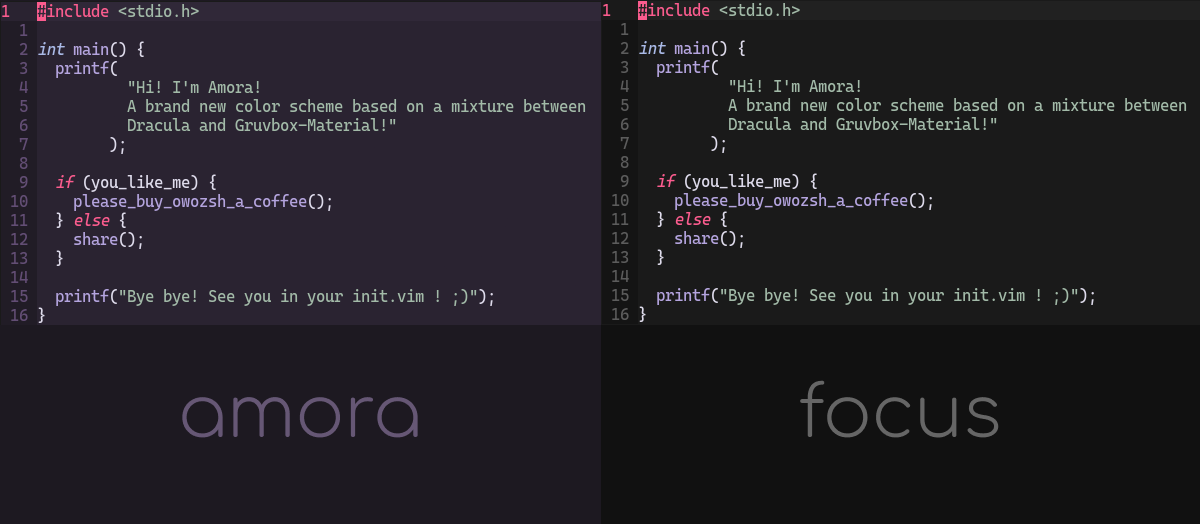 1 #include <stdio.h>
1
2 int main() {
3 printf(
4 "Hi! I'm Amora!
5 A brand new color scheme based on a mixture between
6 Dracula and Gruvbox-Material!"
7 );
8
9 if (you_like_me) {
10 please_buy_owozsh_a_coffee();
11 } else {
12 share();
13 }
14
15 printf("Bye bye! See you in your init.vim ! ;)");
16 }
amora
1 #include <stdio.h>
1
2 int main() {
3 printf(
4 "Hi! I'm Amora!
5 A brand new color scheme based on a mixture between
6 Dracula and Gruvbox-Material!"
7 );
8
9 if (you_like_me) {
10 please_buy_owozsh_a_coffee();
11 } else {
12 share();
13 }
14
15 printf("Bye bye! See you in your init.vim ! ;)");
16 }
focus